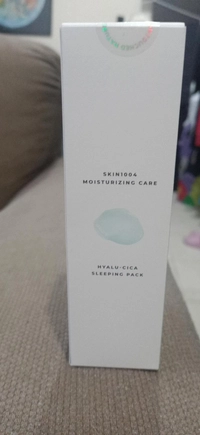 SKIN1004
MOISTURIZING CARE
HYALU-CICA
SLEEPING PACK